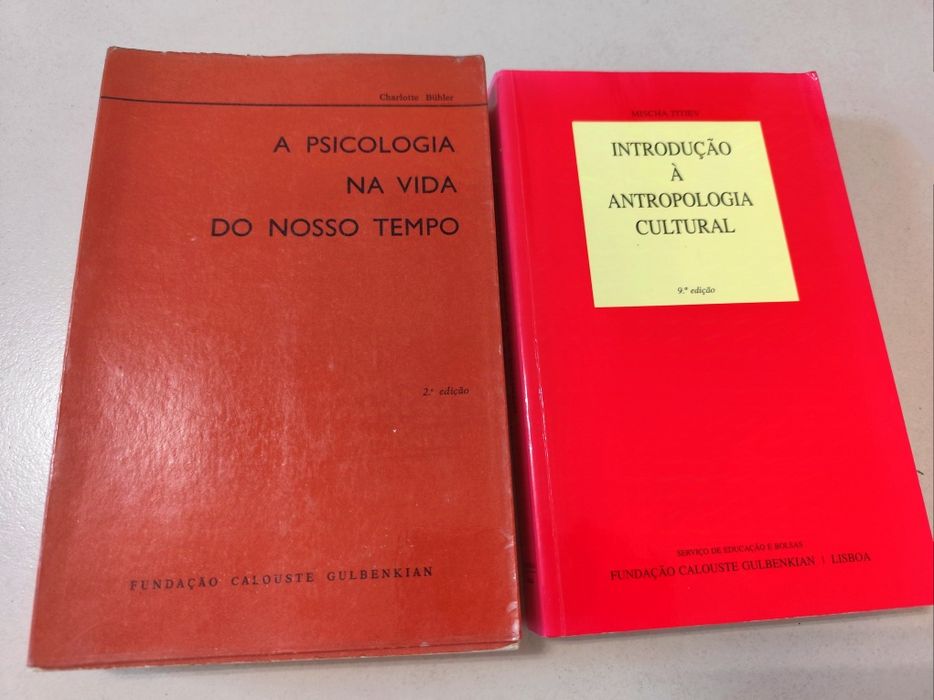 Charlotte Bühler
A PSICOLOGIA
NA VIDA
DO NOSSO TEMPO
2.ª edição
FUNDAÇÃO CALOUSTE GULBENKIAN
MISCHA TITIEV
INTRODUÇÃO
À
ANTROPOLOGIA
CULTURAL
9.ª edição
SERVIÇO DE EDUCAÇÃO E BOLSAS
FUNDAÇÃO CALOUSTE GULBENKIAN | LISBOA